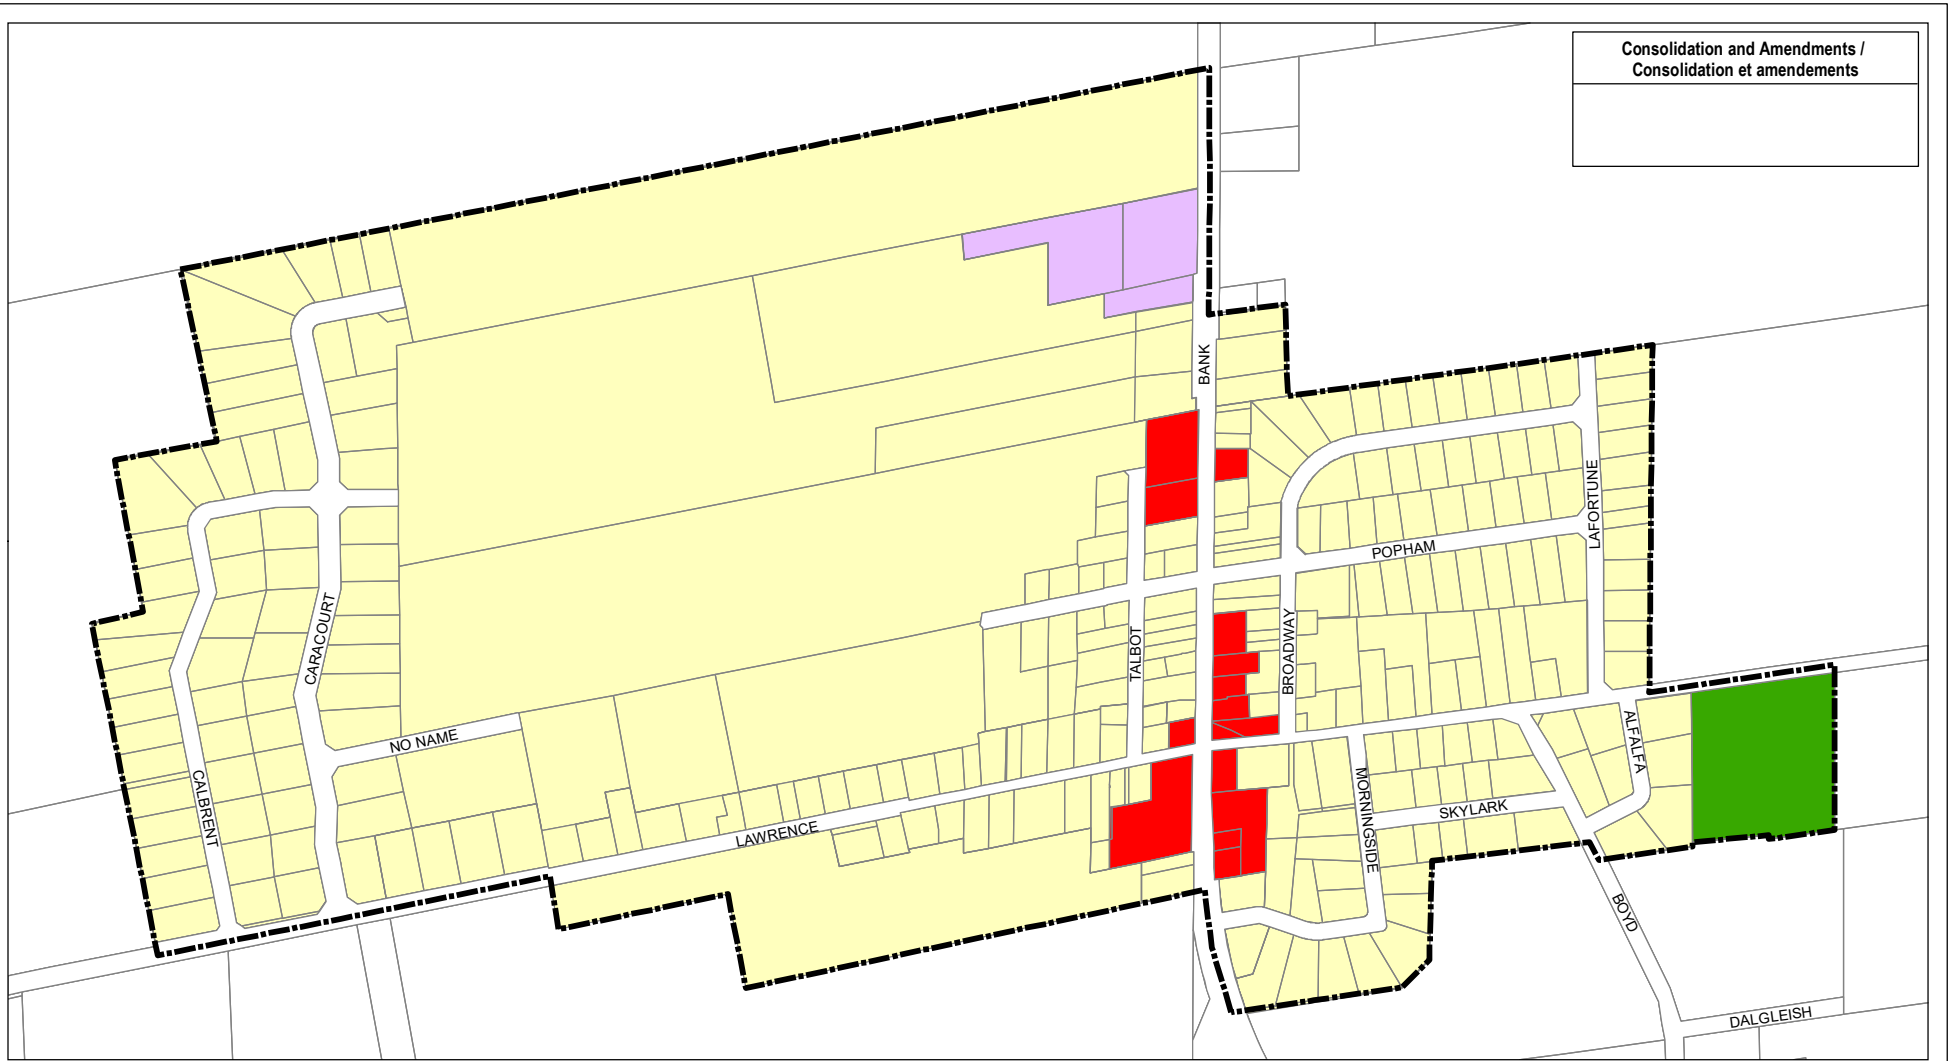 Consolidation and Amendments /
Consolidation et amendements
BANK
LAFORTUNE
POPHAM
CARACOURT
TALBOT
BROADWAY
NO NAME
ALFALFA
CALBRENT
MORNINGSIDE
SKYLARK
LAWRENCE
BOYD
DALGLEISH